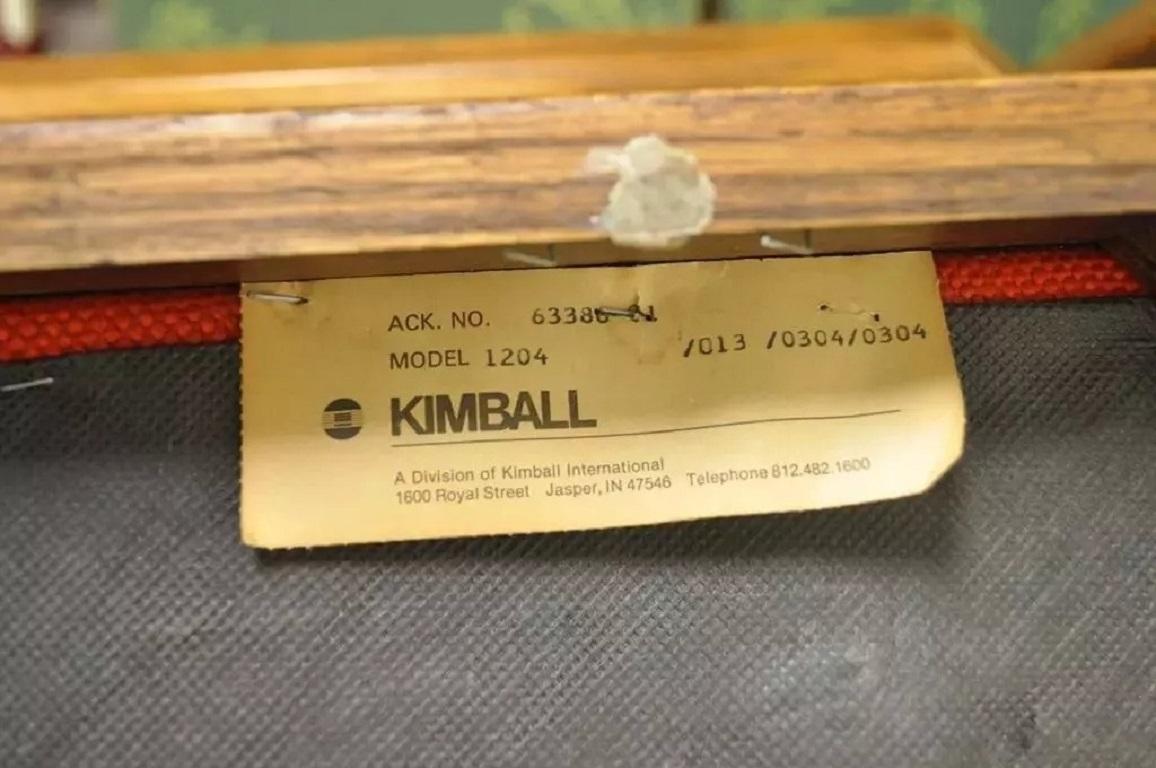 ACK. NO.
MODEL 1204 /013 /0304/0304
KIMBALL
A Division of Kimball International
1600 Royal Street Jasper, IN 47546 Telephone 812.482.1600